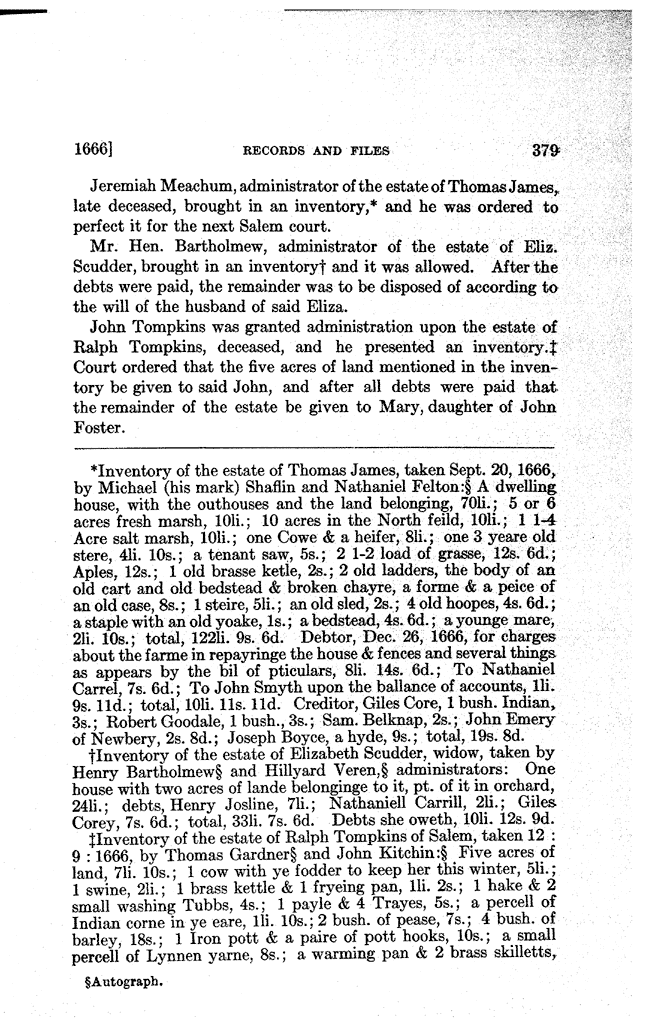 1666] RECORDS AND FILES 379
Jeremiah Meachum, administrator of the estate of Thomas James,
late deceased, brought in an inventory,* and he was ordered to
perfect it for the next Salem court.
Mr. Hen. Bartholmew, administrator of the estate of Eliz.
Scudder, brought in an inventory† and it was allowed. After the
debts were paid, the remainder was to be disposed of according to
the will of the husband of said Eliza.
John Tompkins was granted administration upon the estate of
Ralph Tompkins, deceased, and he presented an inventory.‡
Court ordered that the five acres of land mentioned in the inven-
tory be given to said John, and after all debts were paid that
the remainder of the estate be given to Mary, daughter of John
Foster.
*Inventory of the estate of Thomas James, taken Sept. 20, 1666,
by Michael (his mark) Shaflin and Nathaniel Felton:§ A dwelling
house, with the outhouses and the land belonging, 70li.; 5 or 6
acres fresh marsh, 10li.; 10 acres in the North feild, 10li.; 1 1-4
Acre salt marsh, 10li.; one Cowe & a heifer, 8li.; one 3 yeare old
stere, 4li. 10s.; a tenant saw, 5s.; 2 1-2 load of grasse, 12s. 6d.;
Aples, 12s.; 1 old brasse ketle, 2s.; 2 old ladders, the body of an
old cart and old bedstead & broken chayre, a forme & a peice of
an old case, 8s.; 1 steire, 5li.; an old sled, 2s.; 4 old hoopes, 4s. 6d.;
a staple with an old yoake, 1s.; a bedstead, 4s. 6d.; a younge mare,
2li. 10s.; total, 122li. 9s. 6d. Debtor, Dec. 26, 1666, for charges
about the farme in repayringe the house & fences and several things
as appears by the bil of pticulars, 8li. 14s. 6d.; To Nathaniel
Carrel, 7s. 6d.; To John Smyth upon the ballance of accounts, 1li.
9s. 11d.; total, 10li. 11s. 11d. Creditor, Giles Core, 1 bush. Indian,
3s.; Robert Goodale, 1 bush., 3s.; Sam. Belknap, 2s.; John Emery
of Newbery, 2s. 8d.; Joseph Boyce, a hyde, 9s.; total, 19s. 8d.
†Inventory of the estate of Elizabeth Scudder, widow, taken by
Henry Bartholmew§ and Hillyard Veren,§ administrators: One
house with two acres of lande belonginge to it, pt. of it in orchard,
24li.; debts, Henry Josline, 7li.; Nathaniell Carrill, 2li.; Giles
Corey, 7s. 6d.; total, 33li. 7s. 6d. Debts she oweth, 10li. 12s. 9d.
‡Inventory of the estate of Ralph Tompkins of Salem, taken 12 :
9 : 1666, by Thomas Gardner§ and John Kitchin:§ Five acres of
land, 7li. 10s.; 1 cow with ye fodder to keep her this winter, 5li.;
1 swine, 2li.; 1 brass kettle & 1 fryeing pan, 1li. 2s.; 1 hake & 2
small washing Tubbs, 4s.; 1 payle & 4 Trayes, 5s.; a percell of
Indian corne in ye eare, 1li. 10s.; 2 bush. of pease, 7s.; 4 bush. of
barley, 18s.; 1 Iron pott & a paire of pott hooks, 10s.; a small
percell of Lynnen yarne, 8s.; a warming pan & 2 brass skilletts,
§Autograph.